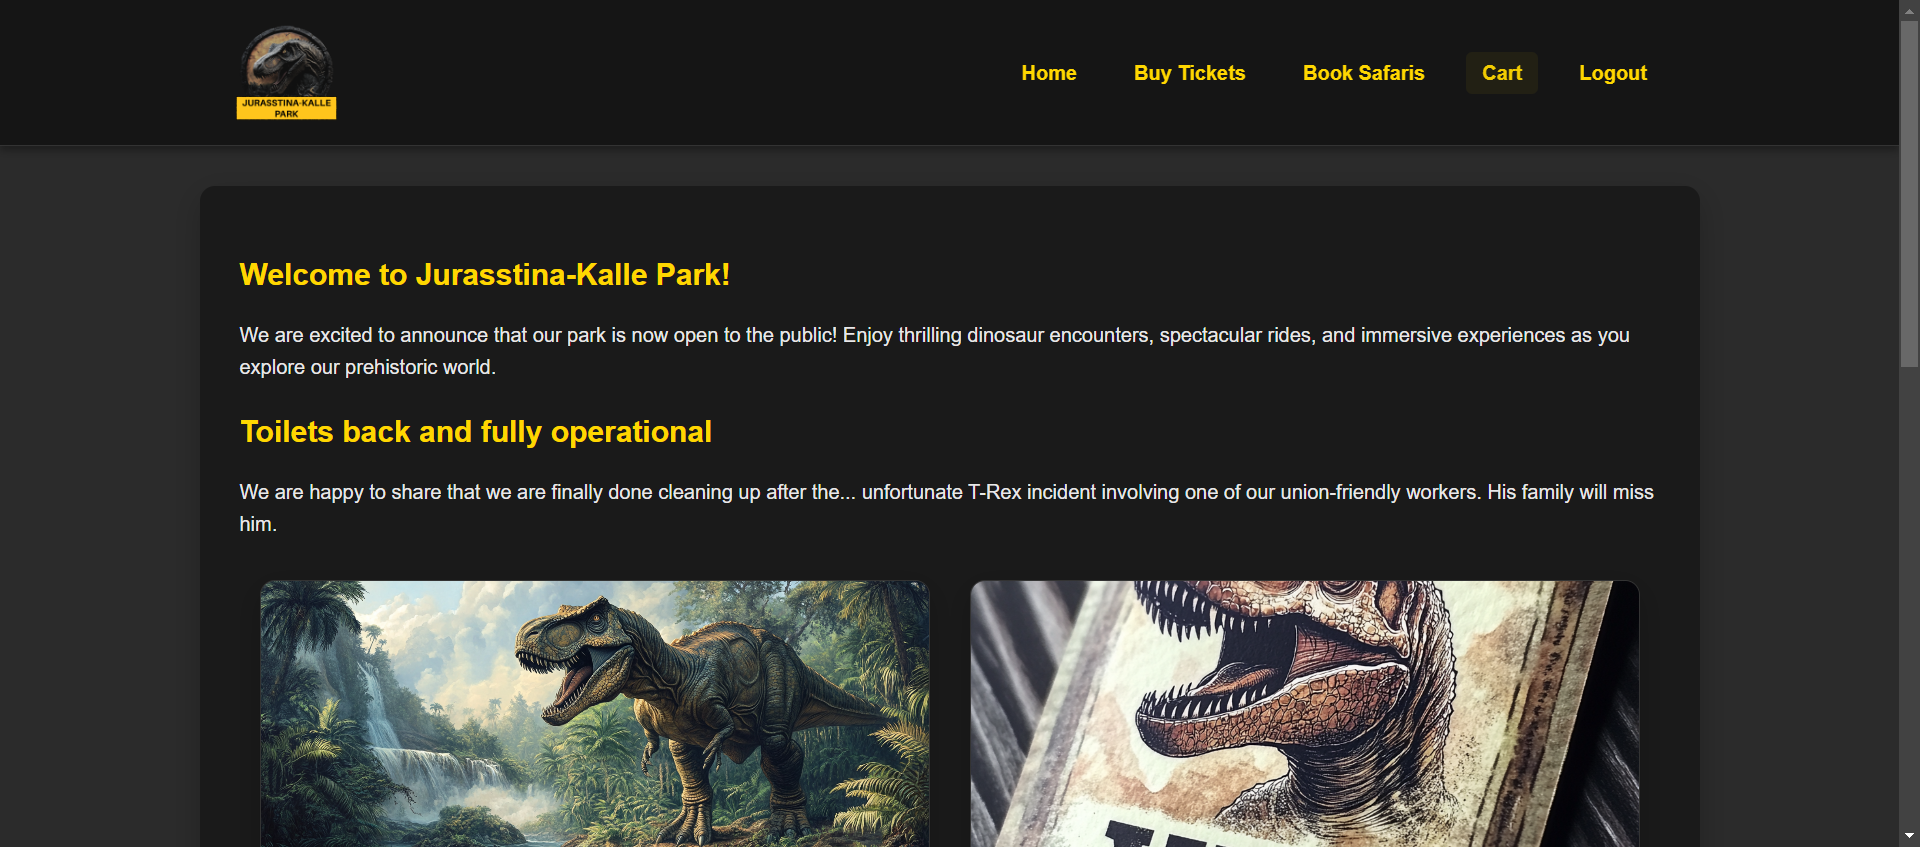 JURASSTINA-KALLE
PARK
Home
Buy Tickets
Book Safaris
Cart
Logout
Welcome to Jurasstina-Kalle Park!
We are excited to announce that our park is now open to the public! Enjoy thrilling dinosaur encounters, spectacular rides, and immersive experiences as you
explore our prehistoric world.
Toilets back and fully operational
We are happy to share that we are finally done cleaning up after the... unfortunate T-Rex incident involving one of our union-friendly workers. His family will miss
him.